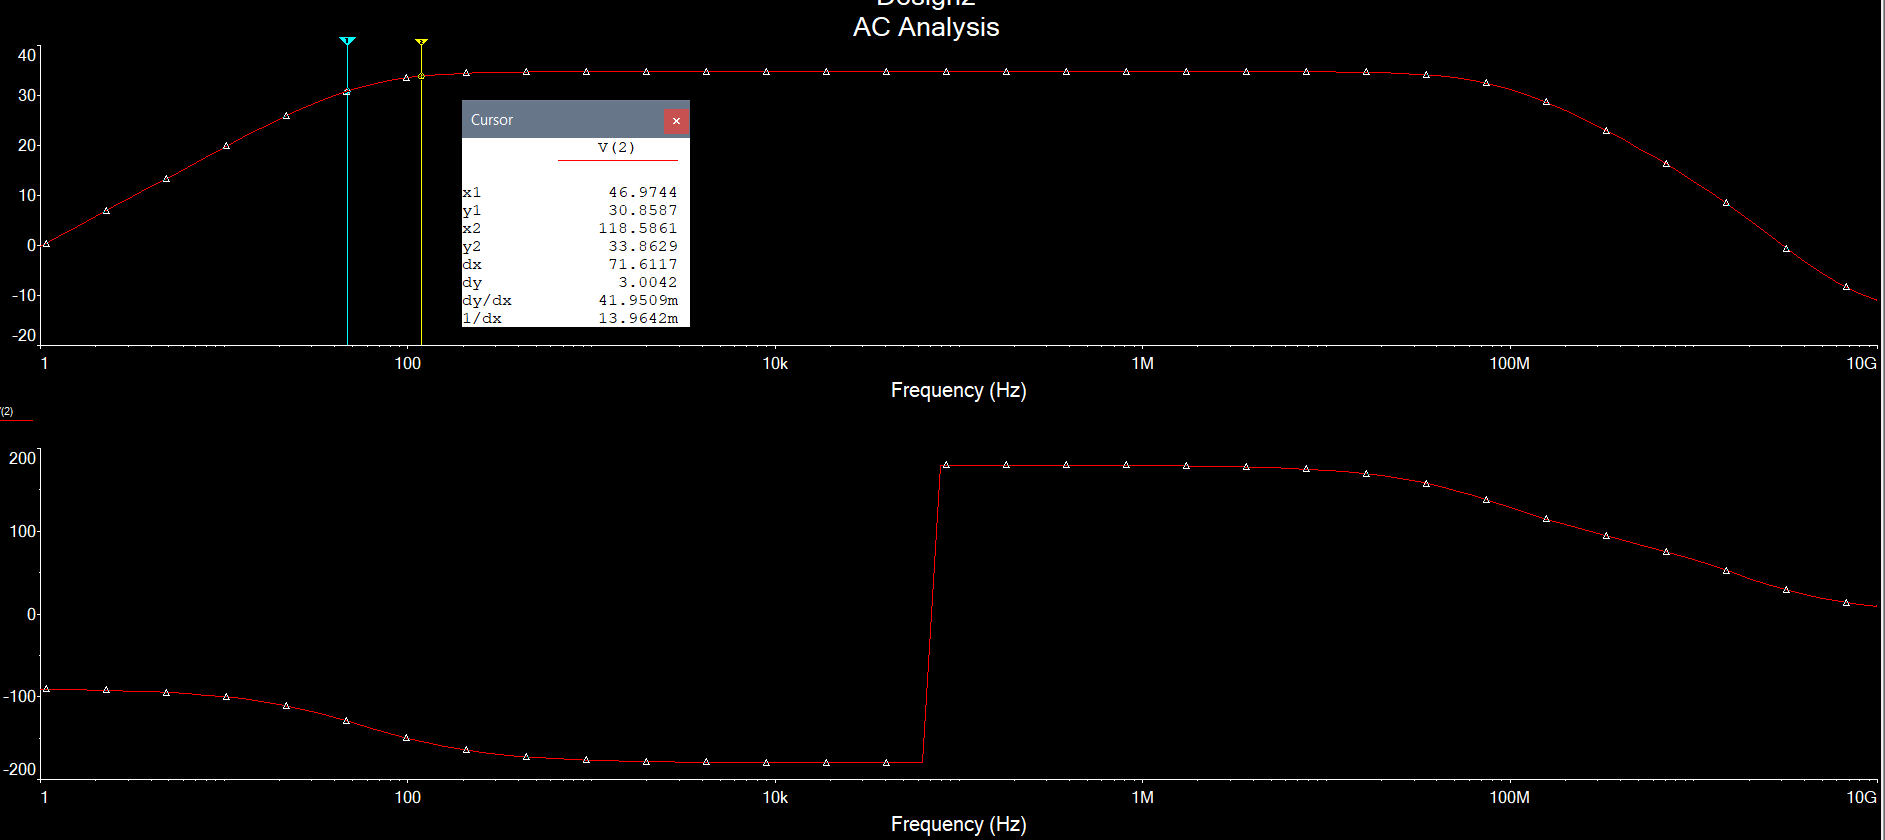 Design2
AC Analysis
40
30
20
10
0
-10
-20
1 100 10k 1M 100M 10G
Frequency (Hz)
Cursor
V(2)
x1 46.9744
y1 30.8587
x2 118.5861
y2 33.8629
dx 71.6117
dy 3.0042
dy/dx 41.9509m
1/dx 13.9642m
(2)
200
100
0
-100
-200
1 100 10k 1M 100M 10G
Frequency (Hz)